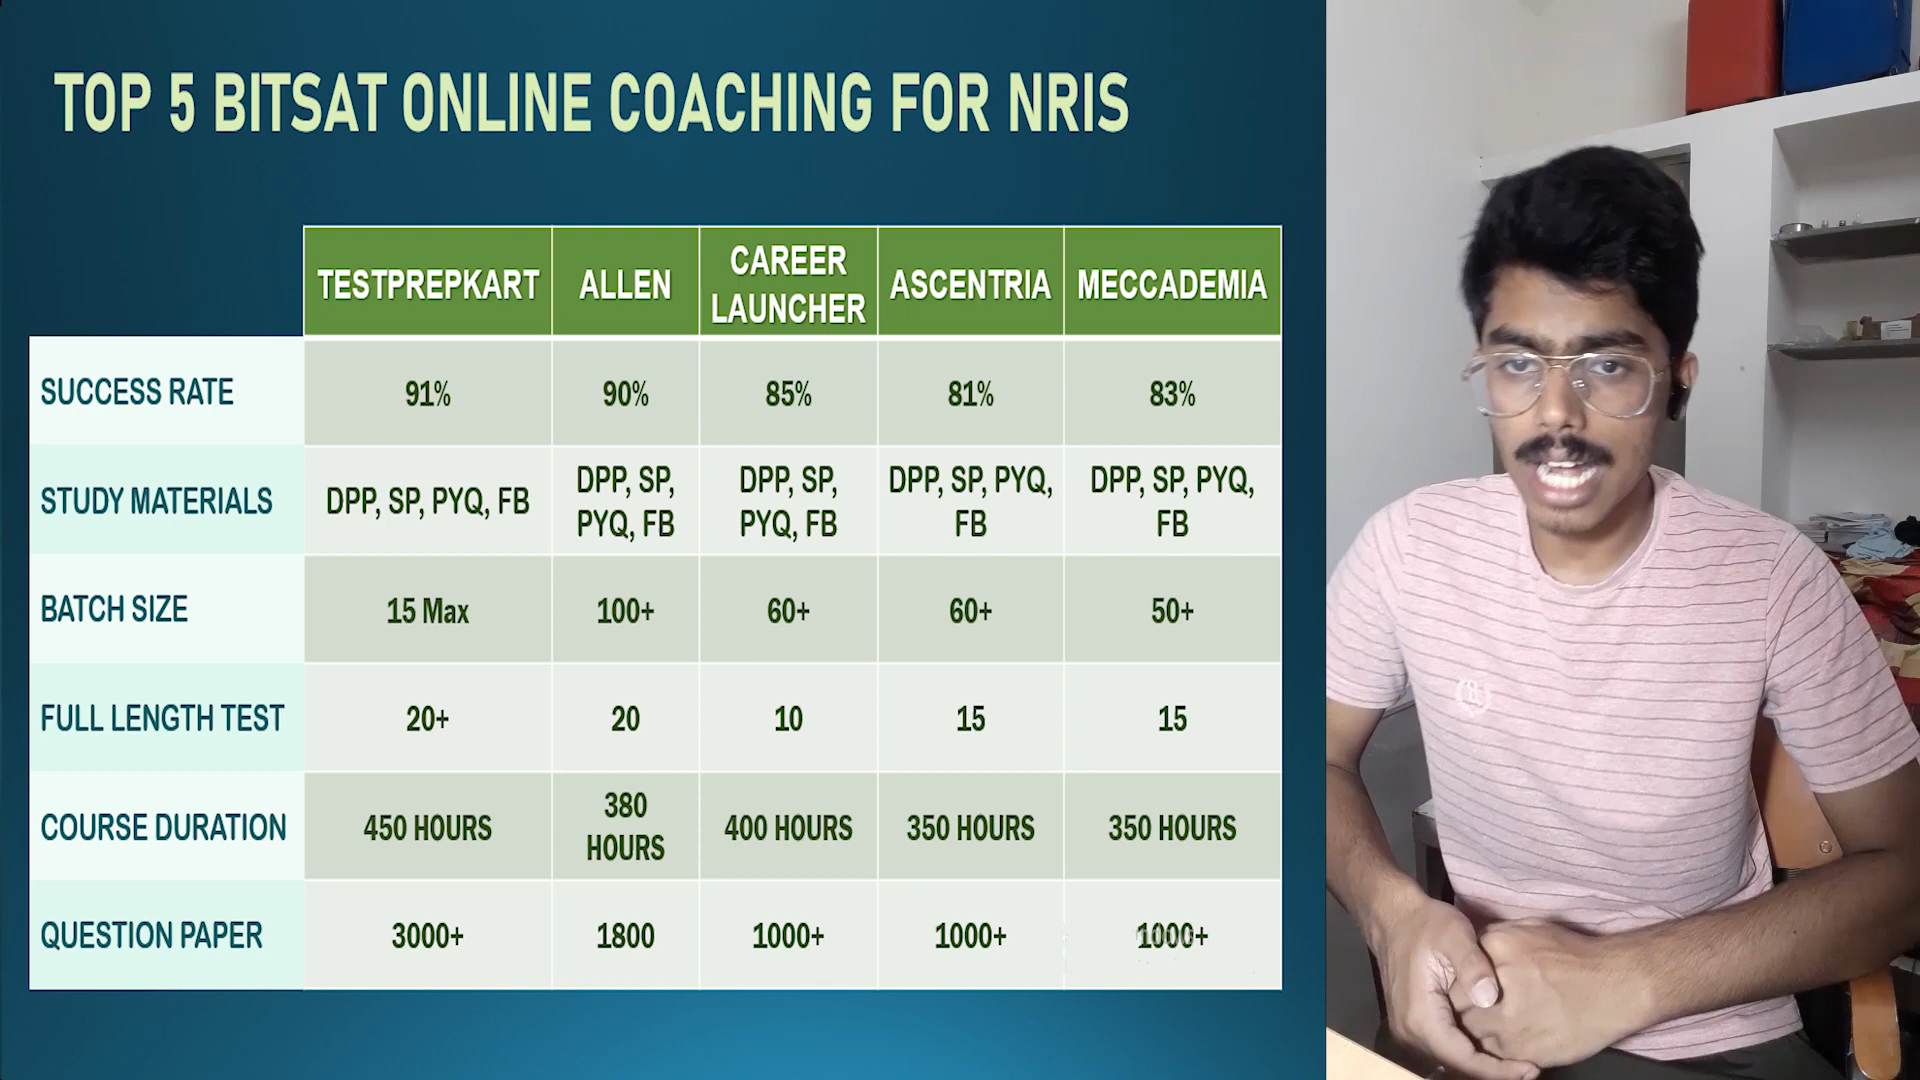 TOP 5 BITSAT ONLINE COACHING FOR NRIS
TESTPREPKART ALLEN CAREER LAUNCHER ASCENTRIA MECCADEMIA
SUCCESS RATE 91% 90% 85% 81% 83%
STUDY MATERIALS DPP, SP, PYQ, FB DPP, SP, PYQ, FB DPP, SP, PYQ, FB DPP, SP, PYQ, FB DPP, SP, PYQ, FB
BATCH SIZE 15 Max 100+ 60+ 60+ 50+
FULL LENGTH TEST 20+ 20 10 15 15
COURSE DURATION 450 HOURS 380 HOURS 400 HOURS 350 HOURS 350 HOURS
QUESTION PAPER 3000+ 1800 1000+ 1000+ 1000+